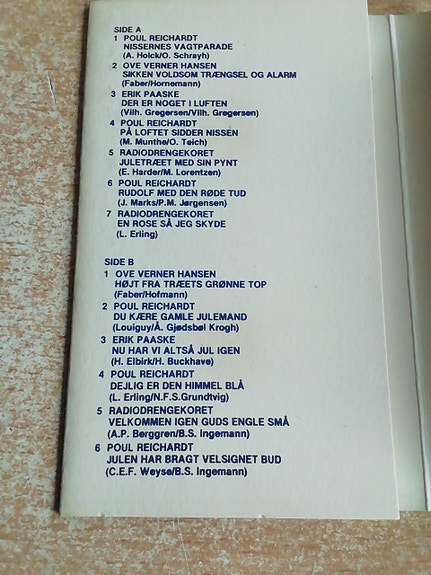 SIDE A
1 POUL REICHARDT
NISSERNES VAGTPARADE
(A. Holck/O. Schrayh)
2 OVE VERNER HANSEN
SIKKEN VOLDSOM TRÆNGSEL OG ALARM
(Faber/Hornemann)
3 ERIK PAASKE
DER ER NOGET I LUFTEN
(Vilh. Gregersen/Vilh. Gregersen)
4 POUL REICHARDT
PÅ LOFTET SIDDER NISSEN
(M. Munthe/O. Teich)
5 RADIODRENGEKORET
JULETRÆET MED SIN PYNT
(E. Harder/M. Lorentzen)
6 POUL REICHARDT
RUDOLF MED DEN RØDE TUD
(J. Marks/P.M. Jørgensen)
7 RADIODRENGEKORET
EN ROSE SÅ JEG SKYDE
(L. Erling)
SIDE B
1 OVE VERNER HANSEN
HØJT FRA TRÆETS GRØNNE TOP
(Faber/Hofmann)
2 POUL REICHARDT
DU KÆRE GAMLE JULEMAND
(Louiguy/Å. Gjødsbøl Krogh)
3 ERIK PAASKE
NU HAR VI ALTSÅ JUL IGEN
(H. Elbirk/H. Buckhave)
4 POUL REICHARDT
DEJLIG ER DEN HIMMEL BLÅ
(L. Erling/N.F.S.Grundtvig)
5 RADIODRENGEKORET
VELKOMMEN IGEN GUDS ENGLE SMÅ
(A.P. Berggren/B.S. Ingemann)
6 POUL REICHARDT
JULEN HAR BRAGT VELSIGNET BUD
(C.E.F. Weyse/B.S. Ingemann)